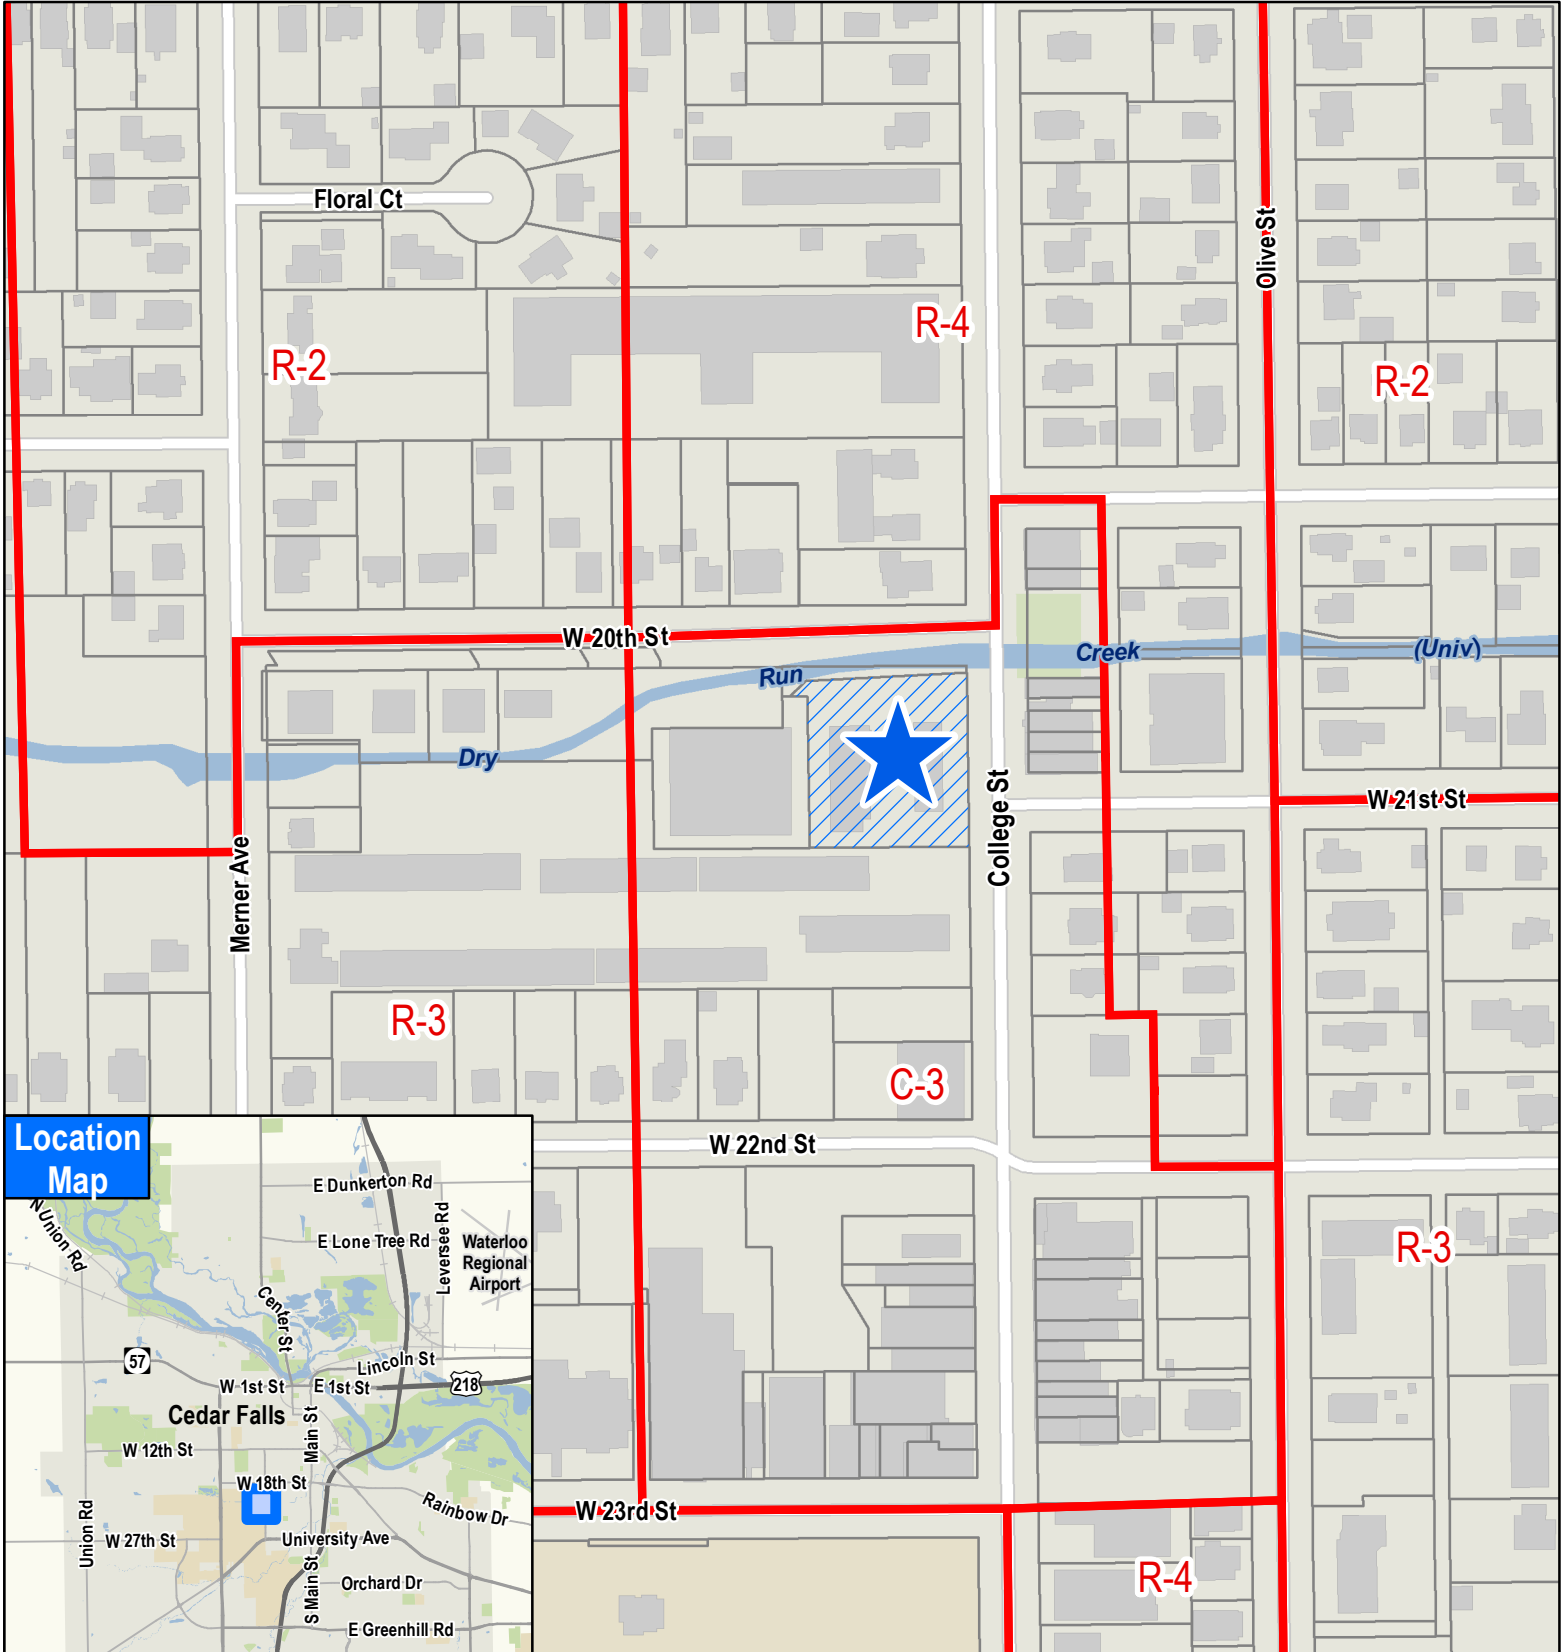 Floral Ct
Olive St
R-4
R-2
R-2
W 20th St
Creek
(Univ)
Run
Dry
College St
W 21st St
Merner Ave
R-3
C-3
W 22nd St
R-3
W 23rd St
R-4
Location
Map
E Dunkerton Rd
N Union Rd
E Lone Tree Rd
Leversee Rd
Waterloo
Regional
Airport
Center St
57
Lincoln St
W 1st St
E 1st St
218
Cedar Falls
Main St
W 12th St
W 18th St
Rainbow Dr
Union Rd
W 27th St
University Ave
S Main St
Orchard Dr
E Greenhill Rd